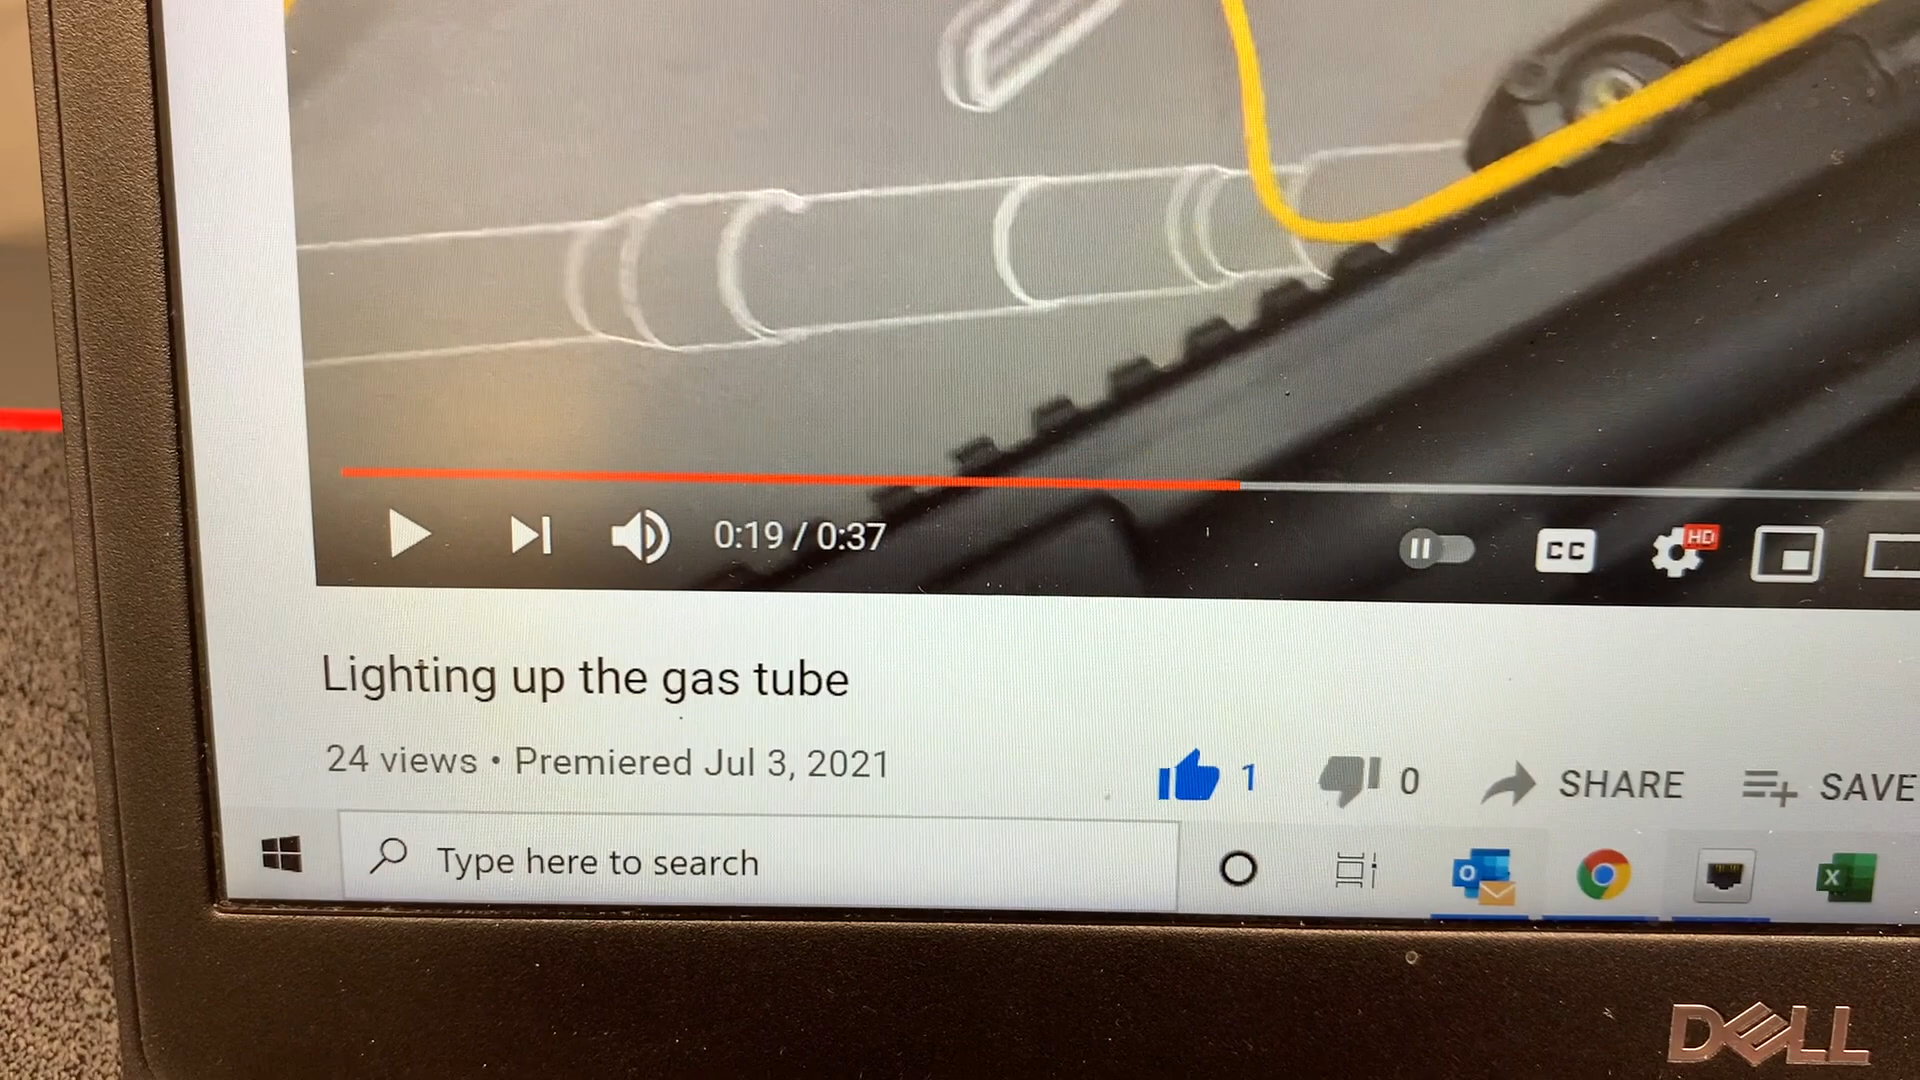 0:19 / 0:37
CC
HD
Lighting up the gas tube
24 views • Premiered Jul 3, 2021
1
0
SHARE
SAVE
Type here to search
DELL